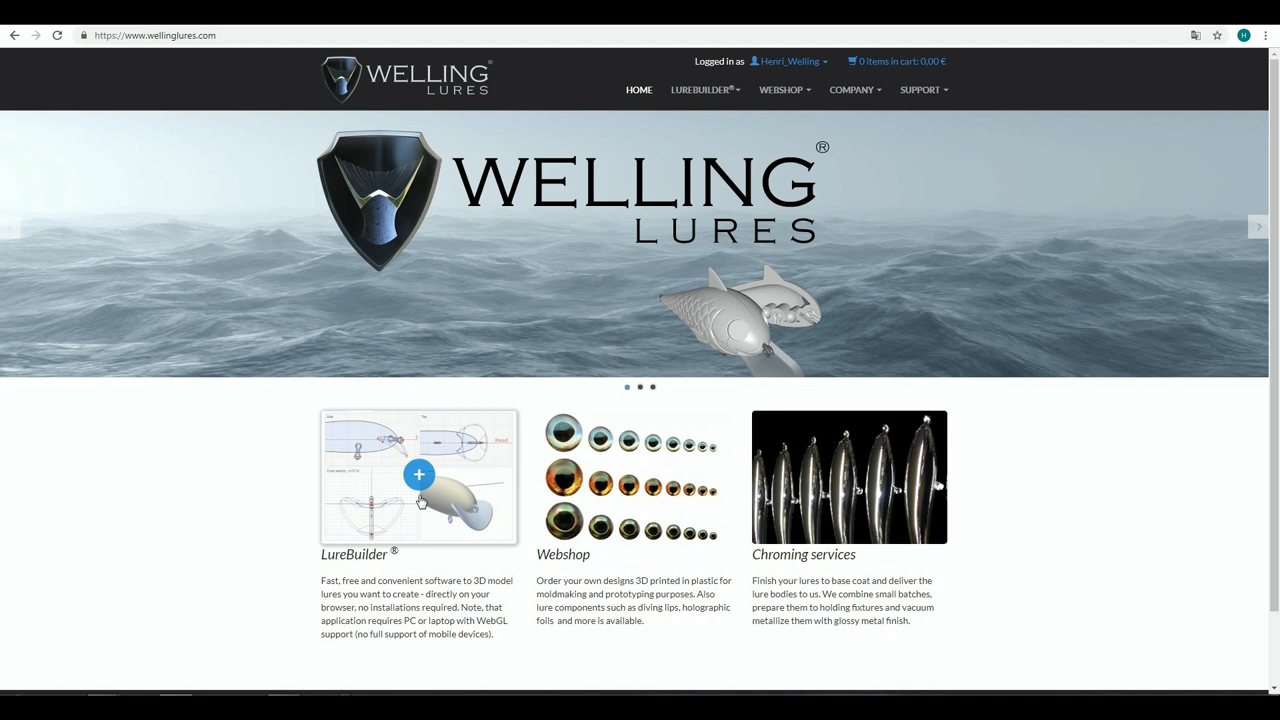 https://www.wellinglures.com
H
WELLING®
LURES
Logged in as Henri_Welling
0 items in cart: 0,00 €
HOME LUREBUILDER® WEBSHOP COMPANY SUPPORT
WELLING®
LURES
LureBuilder ®
Fast, free and convenient software to 3D model
lures you want to create - directly on your
browser, no installations required. Note, that
application requires PC or laptop with WebGL
support (no full support of mobile devices).
Webshop
Order your own designs 3D printed in plastic for
moldmaking and prototyping purposes. Also
lure components such as diving lips, holographic
foils and more is available.
Chroming services
Finish your lures to base coat and deliver the
lure bodies to us. We combine small batches,
prepare them to holding fixtures and vacuum
metallize them with glossy metal finish.